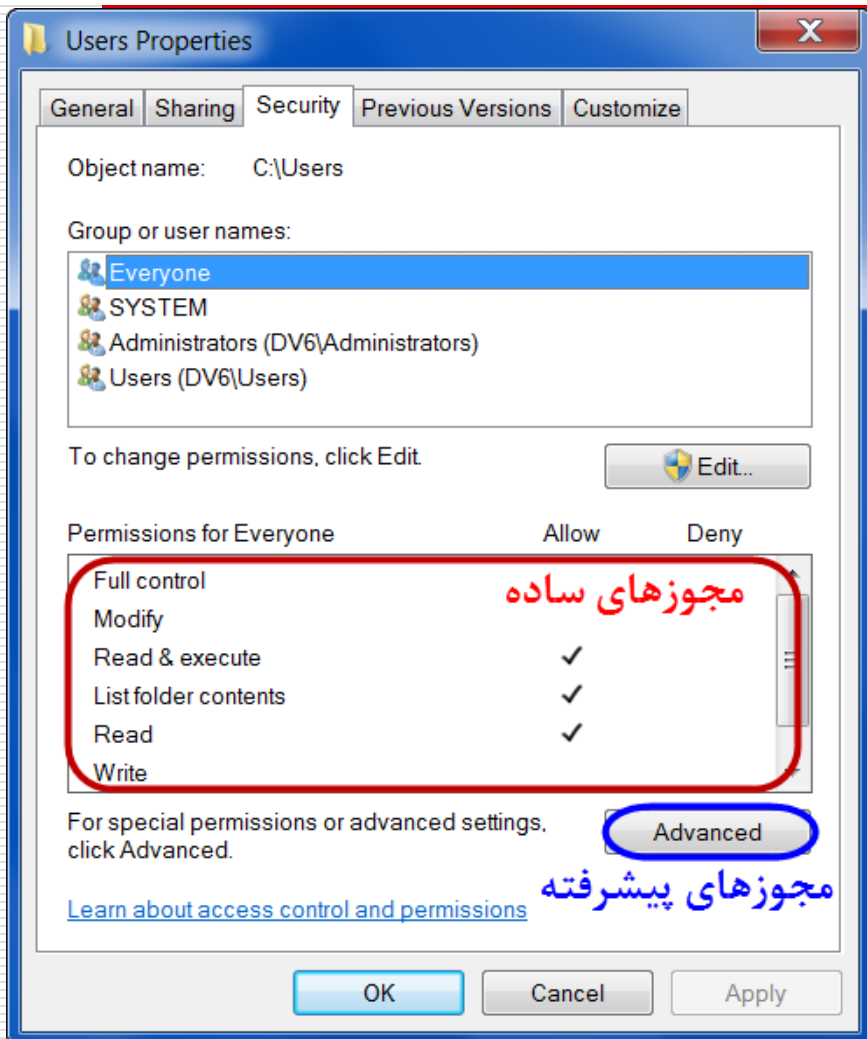 Users Properties
General Sharing Security Previous Versions Customize
Object name: C:\Users
Group or user names:
Everyone
SYSTEM
Administrators (DV6\Administrators)
Users (DV6\Users)
To change permissions, click Edit.
Edit...
Permissions for Everyone Allow Deny
Full control
مجوزهای ساده
Modify
Read & execute
List folder contents
Read
Write
For special permissions or advanced settings,
click Advanced.
Advanced
مجوزهای پیشرفته
Learn about access control and permissions
OK Cancel Apply